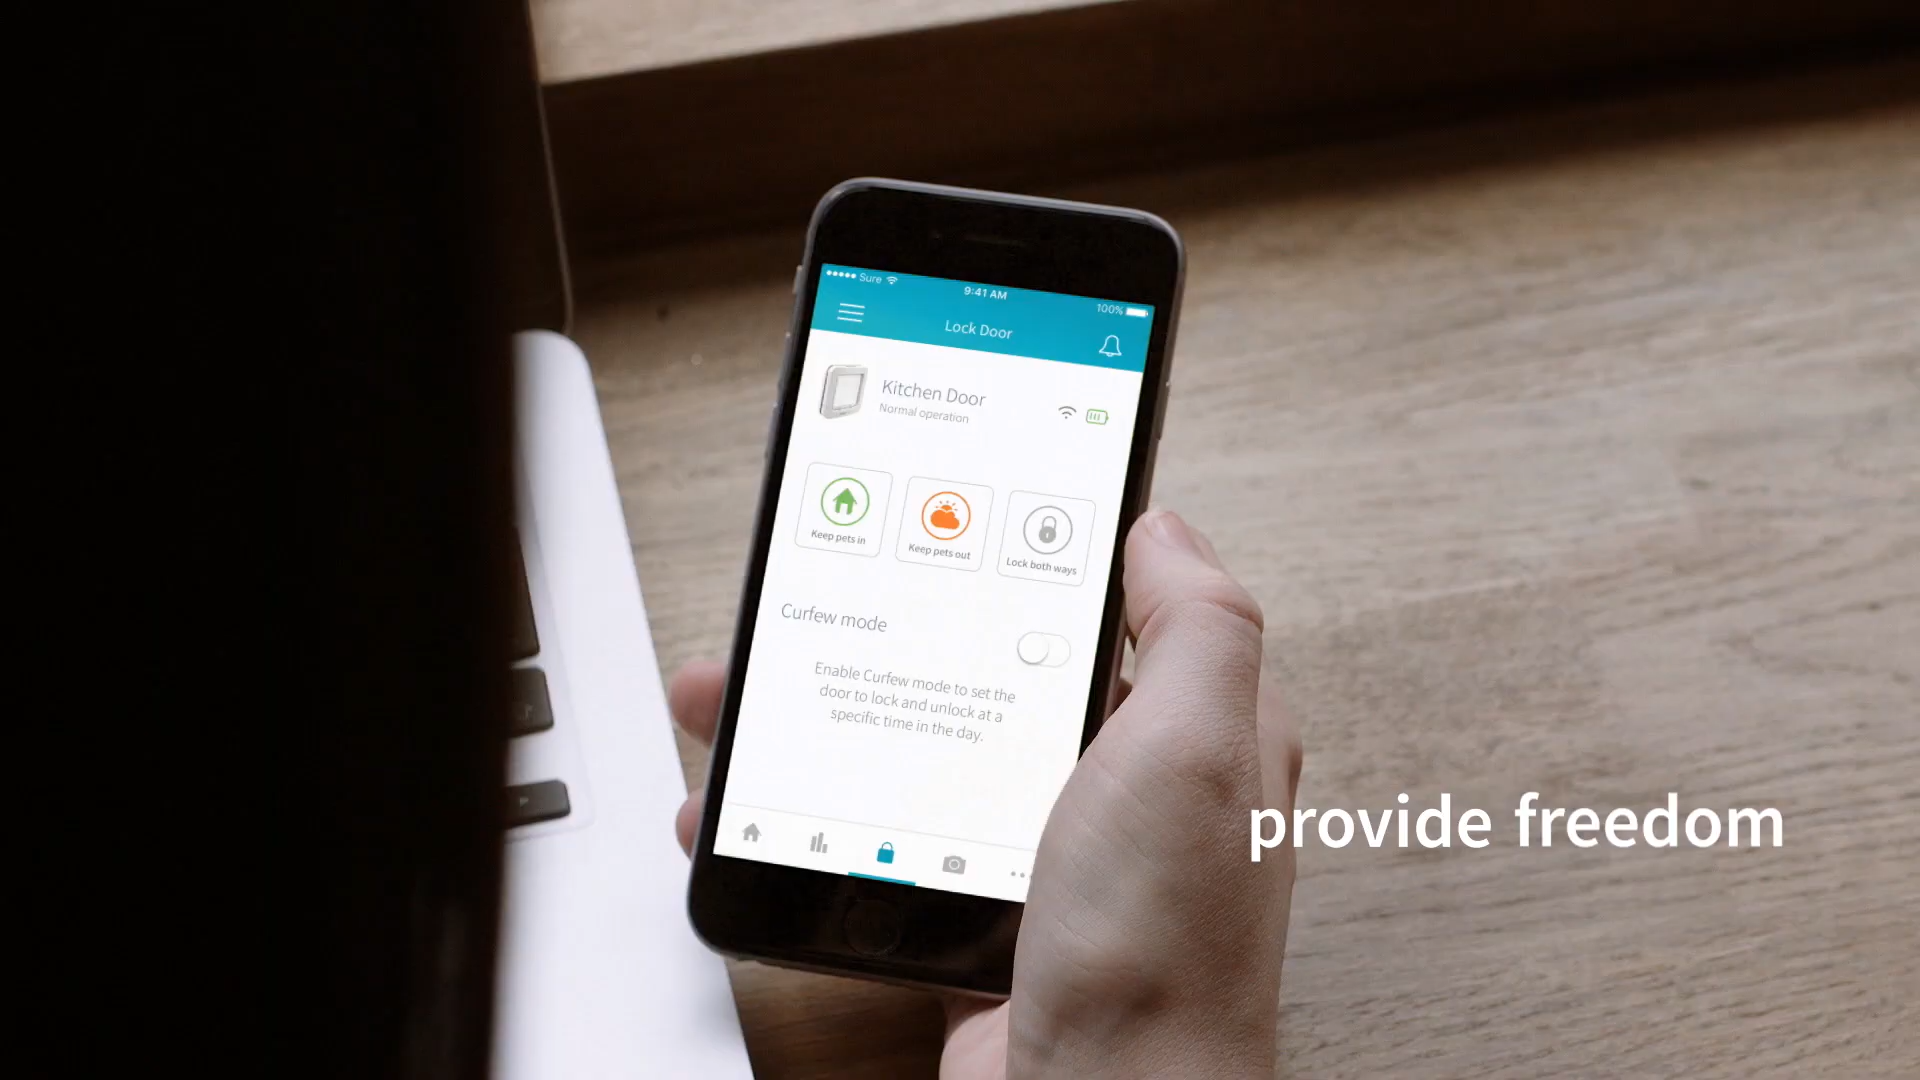 Sure
9:41 AM
100%
Lock Door
Kitchen Door
Normal operation
Keep pets in
Keep pets out
Lock both ways
Curfew mode
Enable Curfew mode to set the
door to lock and unlock at a
specific time in the day.
provide freedom